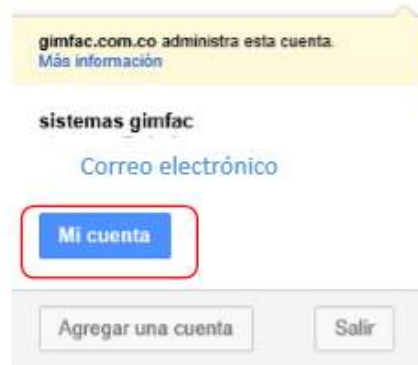 gimfac.com.co administra esta cuenta.
Más información
sistemas gimfac
Correo electrónico
Mi cuenta
Agregar una cuenta
Salir